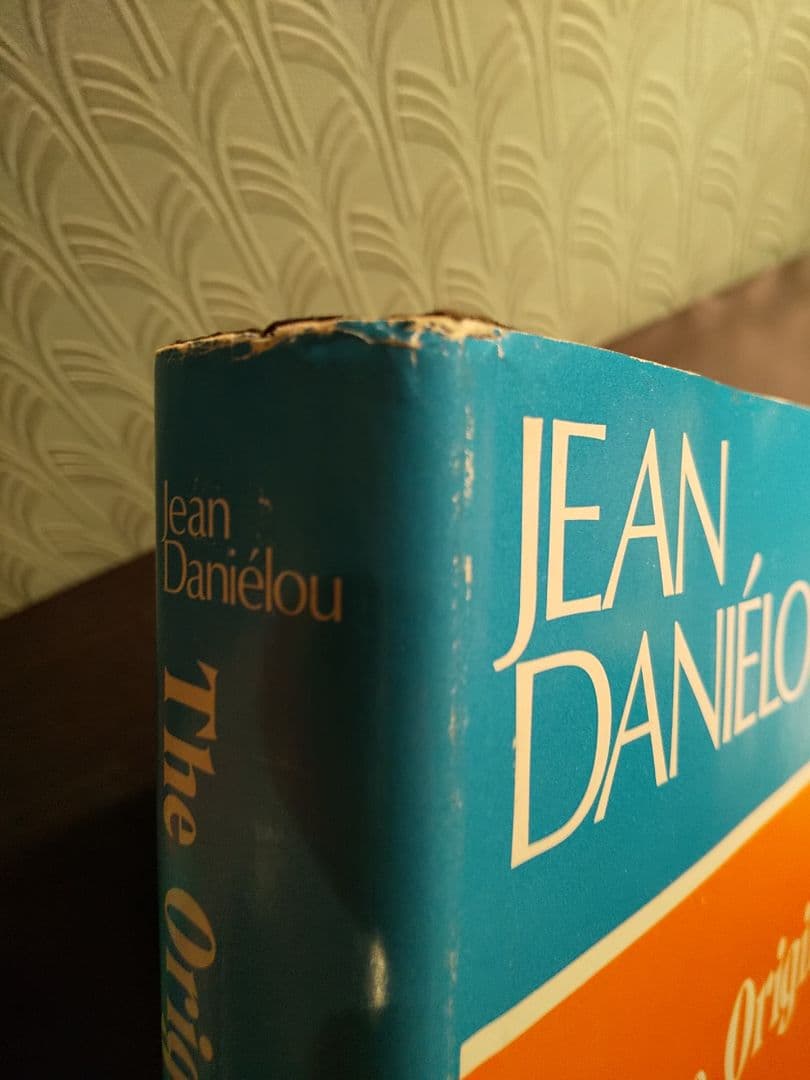 Jean
Daniélou
The Orig
JEAN
DANIÉLO
Origi